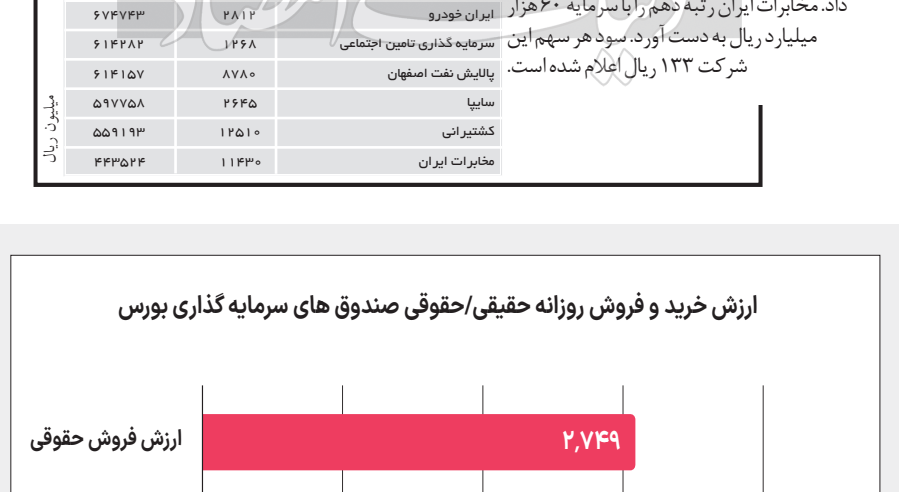 داد. مخابرات ایران رتبه دهم را با سرمایه ۶۰ هزار
میلیارد ریال به دست آورد. سود هر سهم این
شرکت ۱۳۳ ریال اعلام شده است.
ایران خودرو ۲۸۱۲ ۶۷۴۷۴۳
سرمایه گذاری تامین اجتماعی ۱۲۶۸ ۶۱۴۲۸۲
پالایش نفت اصفهان ۸۷۸۰ ۶۱۴۱۵۷
سایپا ۲۶۴۵ ۵۹۷۷۵۸
کشتیرانی ۱۲۵۱۰ ۵۵۹۱۹۳
مخابرات ایران ۱۱۴۳۰ ۴۴۳۵۲۴
میلیون ریال
ارزش خرید و فروش روزانه حقیقی/حقوقی صندوق های سرمایه گذاری بورس
ارزش فروش حقوقی
۲,۷۴۹